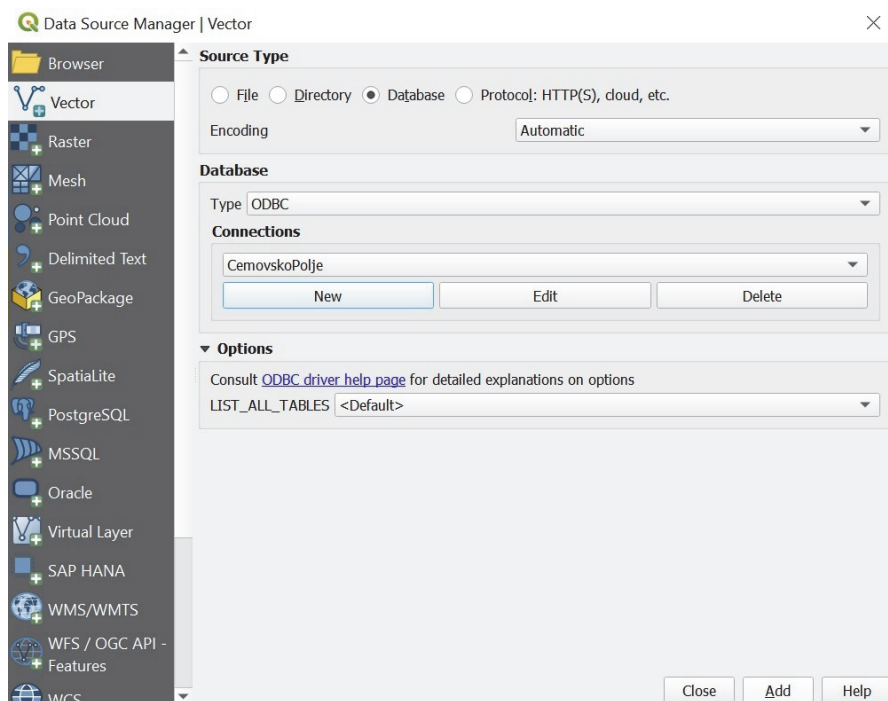 Data Source Manager | Vector
Browser
Vector
Raster
Mesh
Point Cloud
Delimited Text
GeoPackage
GPS
SpatiaLite
PostgreSQL
MSSQL
Oracle
Virtual Layer
SAP HANA
WMS/WMTS
WFS / OGC API -
Features
WCS
Source Type
File Directory Database Protocol: HTTP(S), cloud, etc.
Encoding Automatic
Database
Type ODBC
Connections
CemovskoPolje
New Edit Delete
Options
Consult ODBC driver help page for detailed explanations on options
LIST_ALL_TABLES <Default>
Close Add Help